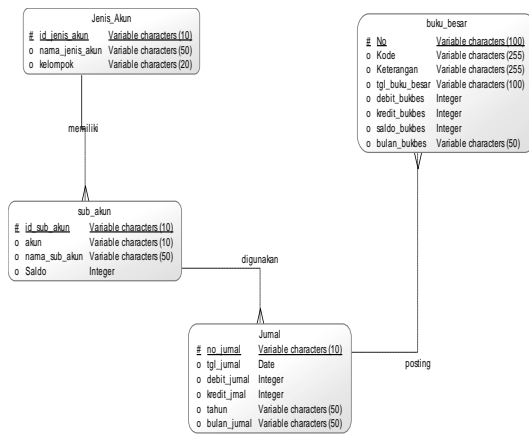 Jenis_Akun
# id_jenis_akun Variable characters (10)
o nama_jenis_akun Variable characters (50)
o kelompok Variable characters (20)
memiliki
buku_besar
# No Variable characters (100)
o Kode Variable characters (255)
o Keterangan Variable characters (255)
o tgl_buku_besar Variable characters (100)
o debit_bukbes Integer
o kredit_bukbes Integer
o saldo_bukbes Integer
o bulan_bukbes Variable characters (50)
sub_akun
# id_sub_akun Variable characters (10)
o akun Variable characters (10)
o nama_sub_akun Variable characters (50)
o Saldo Integer
digunakan
Jurnal
# no_jurnal Variable characters (10)
o tgl_jurnal Date
o debit_jurnal Integer
o kredit_jrnal Integer
o tahun Variable characters (50)
o bulan_jurnal Variable characters (50)
posting